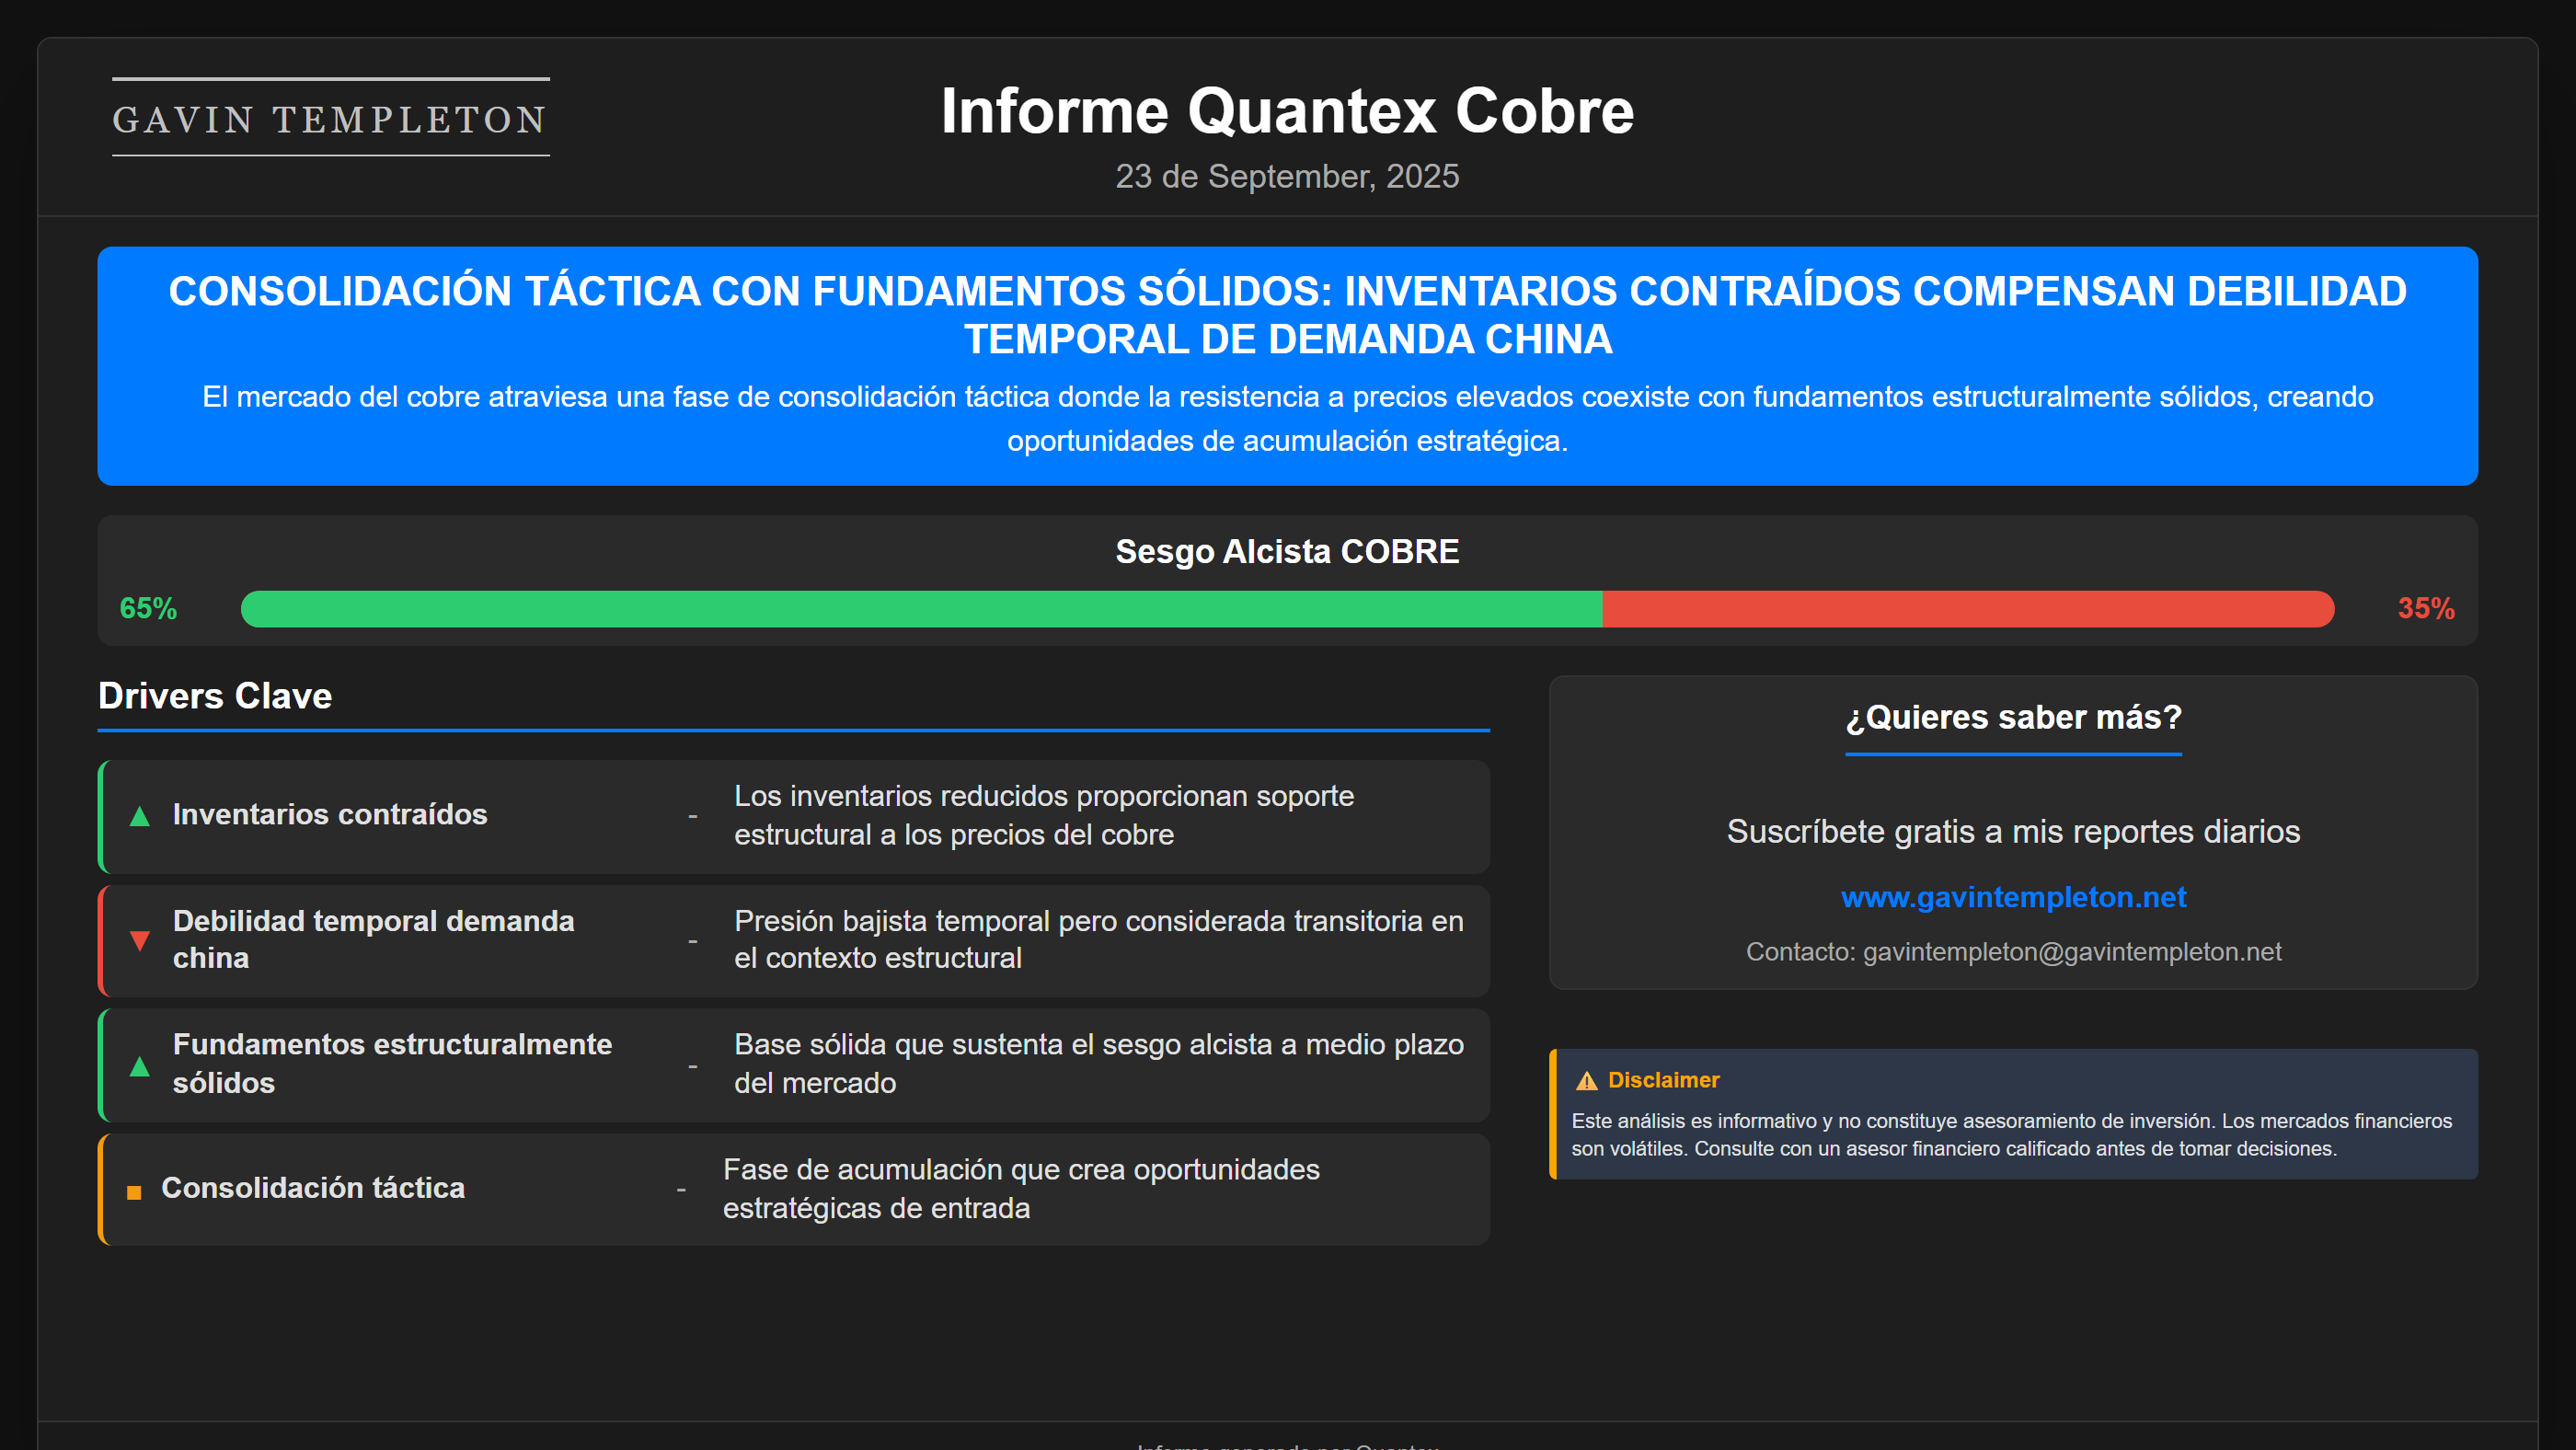 GAVIN TEMPLETON
Informe Quantex Cobre
23 de September, 2025
CONSOLIDACIÓN TÁCTICA CON FUNDAMENTOS SÓLIDOS: INVENTARIOS CONTRAÍDOS COMPENSAN DEBILIDAD
TEMPORAL DE DEMANDA CHINA
El mercado del cobre atraviesa una fase de consolidación táctica donde la resistencia a precios elevados coexiste con fundamentos estructuralmente sólidos, creando
oportunidades de acumulación estratégica.
Sesgo Alcista COBRE
65%
35%
Drivers Clave
▲ Inventarios contraídos -
Los inventarios reducidos proporcionan soporte
estructural a los precios del cobre
▼ Debilidad temporal demanda
china -
Presión bajista temporal pero considerada transitoria en
el contexto estructural
▲ Fundamentos estructuralmente
sólidos -
Base sólida que sustenta el sesgo alcista a medio plazo
del mercado
■ Consolidación táctica -
Fase de acumulación que crea oportunidades
estratégicas de entrada
¿Quieres saber más?
Suscríbete gratis a mis reportes diarios
www.gavintempleton.net
Contacto: gavintempleton@gavintempleton.net
⚠ Disclaimer
Este análisis es informativo y no constituye asesoramiento de inversión. Los mercados financieros
son volátiles. Consulte con un asesor financiero calificado antes de tomar decisiones.
Informe generado por Quantex